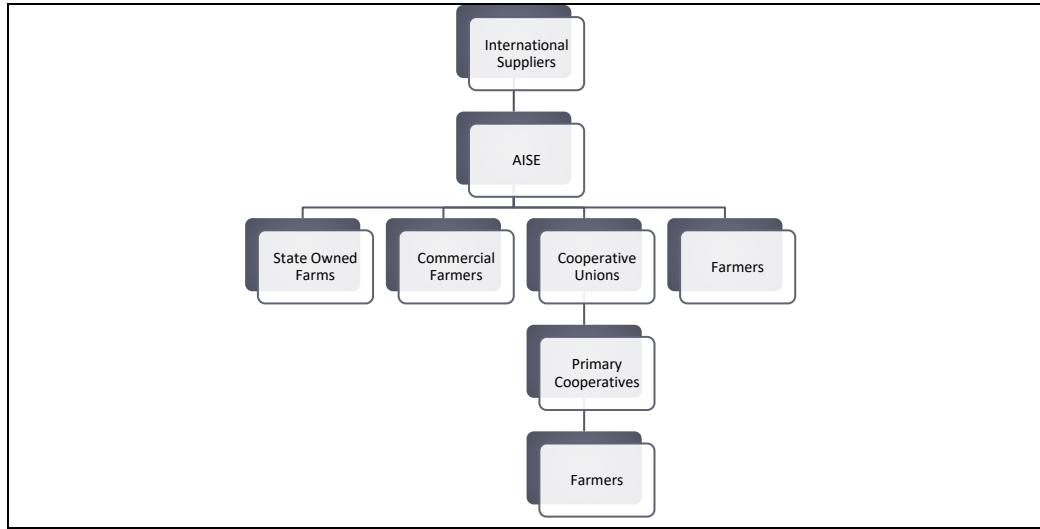 International
Suppliers
AISE
State Owned
Farms
Commercial
Farmers
Cooperative
Unions
Farmers
Primary
Cooperatives
Farmers